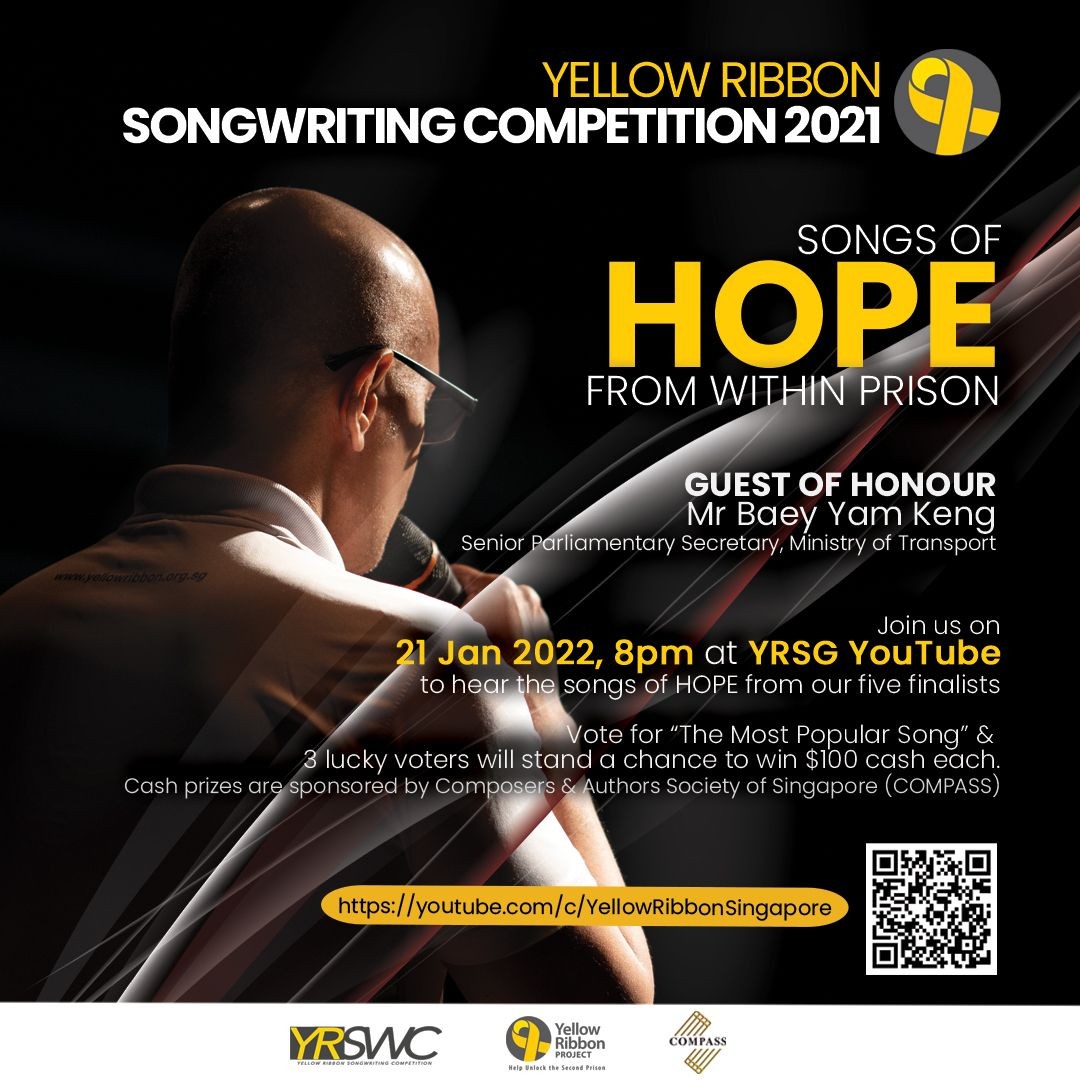 YELLOW RIBBON
SONGWRITING COMPETITION 2021
SONGS OF
HOPE
FROM WITHIN PRISON
GUEST OF HONOUR
Mr Baey Yam Keng
Senior Parliamentary Secretary, Ministry of Transport
www.yellowribbon.org.sg
Join us on
21 Jan 2022, 8pm at YRSG YouTube
to hear the songs of HOPE from our five finalists
Vote for “The Most Popular Song” &
3 lucky voters will stand a chance to win $100 cash each.
Cash prizes are sponsored by Composers & Authors Society of Singapore (COMPASS)
https://youtube.com/c/YellowRibbonSingapore
YRSWC
YELLOW RIBBON SONGWRITING COMPETITION
Yellow
Ribbon
PROJECT
Help Unlock the Second Prison
COMPASS